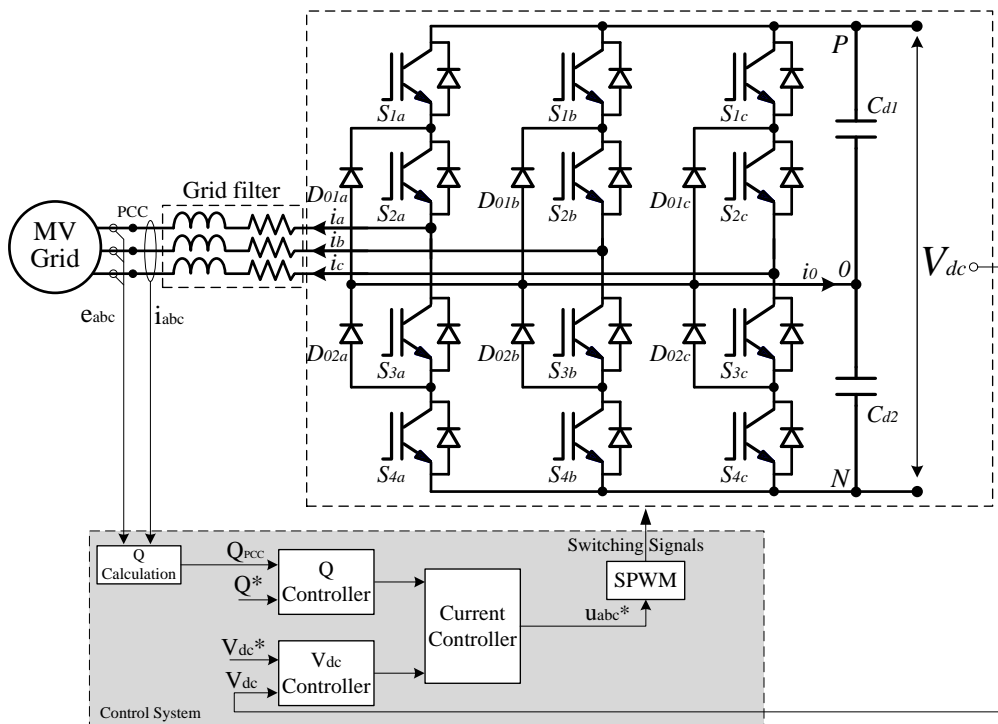 P
S1a
S1b
S1c
Cd1
Grid filter
D01a
D01b
D01c
PCC
S2a
S2b
S2c
MV
Grid
ia
ib
ic
i0
0
Vdc
eabc
iabc
D02a
D02b
D02c
S3a
S3b
S3c
Cd2
S4a
S4b
S4c
N
Switching Signals
Q
Calculation
QPCC
Q*
Q
Controller
SPWM
Current
Controller
uabc*
Vdc*
Vdc
Vdc
Controller
Control System